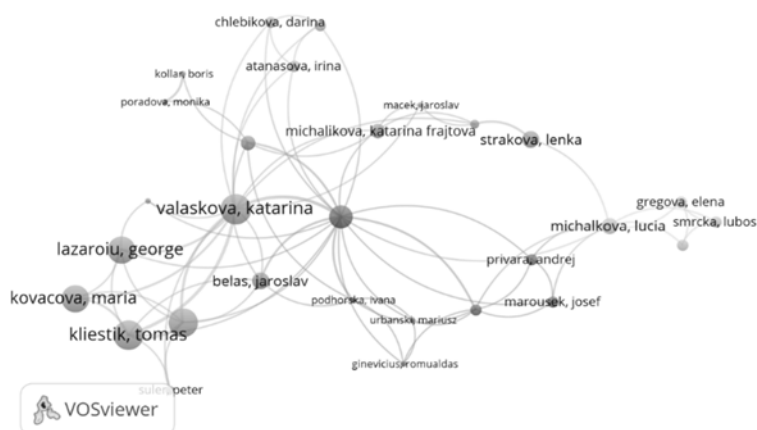 chlebikova, darina
atanasova, irina
kollar, boris
poradova, monika
macek, jaroslav
michalikova, katarina frajtova
strakova, lenka
valaskova, katarina
gregova, elena
michalkova, lucia
smrcka, lubos
lazaroiu, george
privara, andrej
belas, jaroslav
kovacova, maria
podhorska, ivana
marousek, josef
urbanski, mariusz
kliestik, tomas
ginevicius, romualdas
suler, peter
VOSviewer